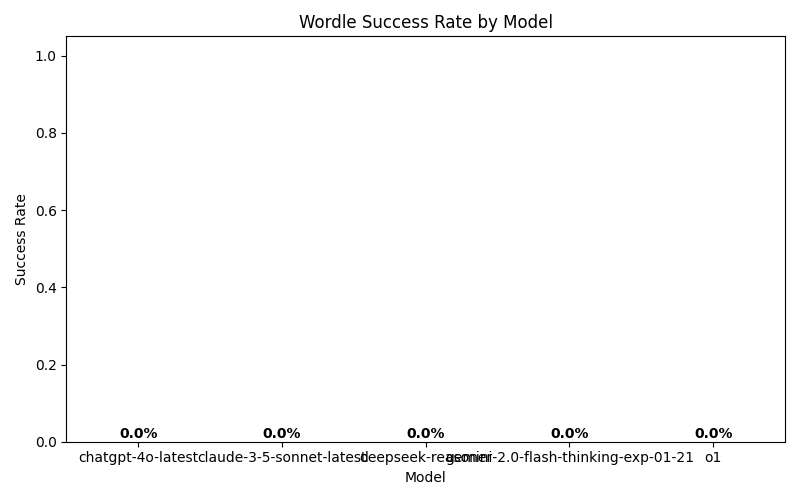 Wordle Success Rate by Model
1.0
0.8
0.6
0.4
0.2
0.0
Success Rate
0.0% 0.0% 0.0% 0.0% 0.0%
chatgpt-4o-latest claude-3-5-sonnet-latest deepseek-reasoner gemini-2.0-flash-thinking-exp-01-21 o1
Model